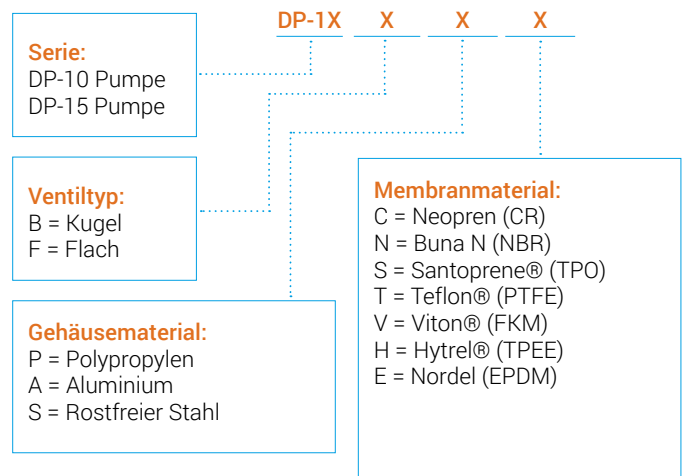 DP-1X X X X
Serie:
DP-10 Pumpe
DP-15 Pumpe
Ventiltyp:
B = Kugel
F = Flach
Gehäusematerial:
P = Polypropylen
A = Aluminium
S = Rostfreier Stahl
Membranmaterial:
C = Neopren (CR)
N = Buna N (NBR)
S = Santoprene® (TPO)
T = Teflon® (PTFE)
V = Viton® (FKM)
H = Hytrel® (TPEE)
E = Nordel (EPDM)